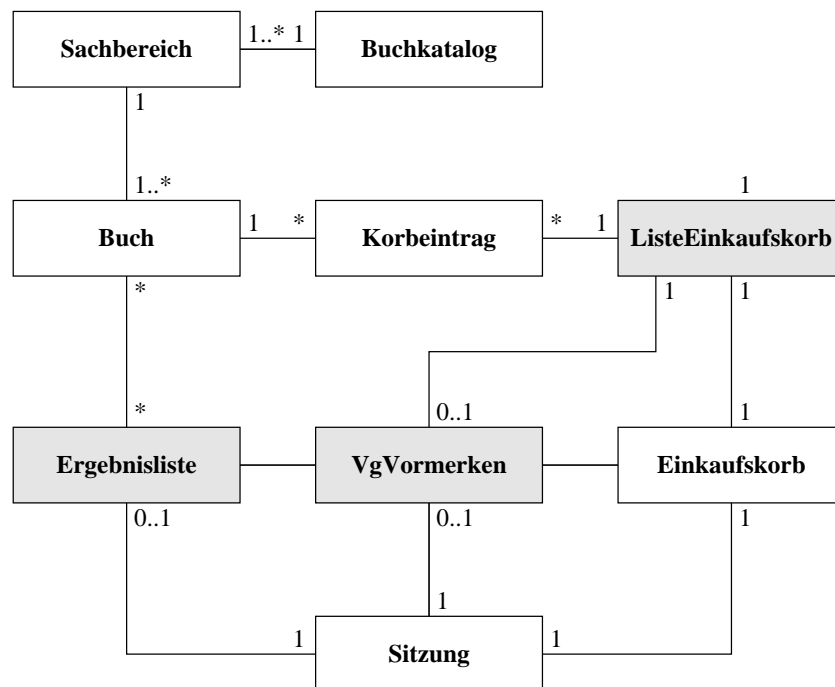 Sachbereich 1..* 1 Buchkatalog
1
1..* 1
Buch 1 * Korbeintrag * 1 ListeEinkaufskorb
* 1 1
* 0..1 1
Ergebnisliste VgVormerken Einkaufskorb
0..1 0..1 1
1
1 Sitzung 1